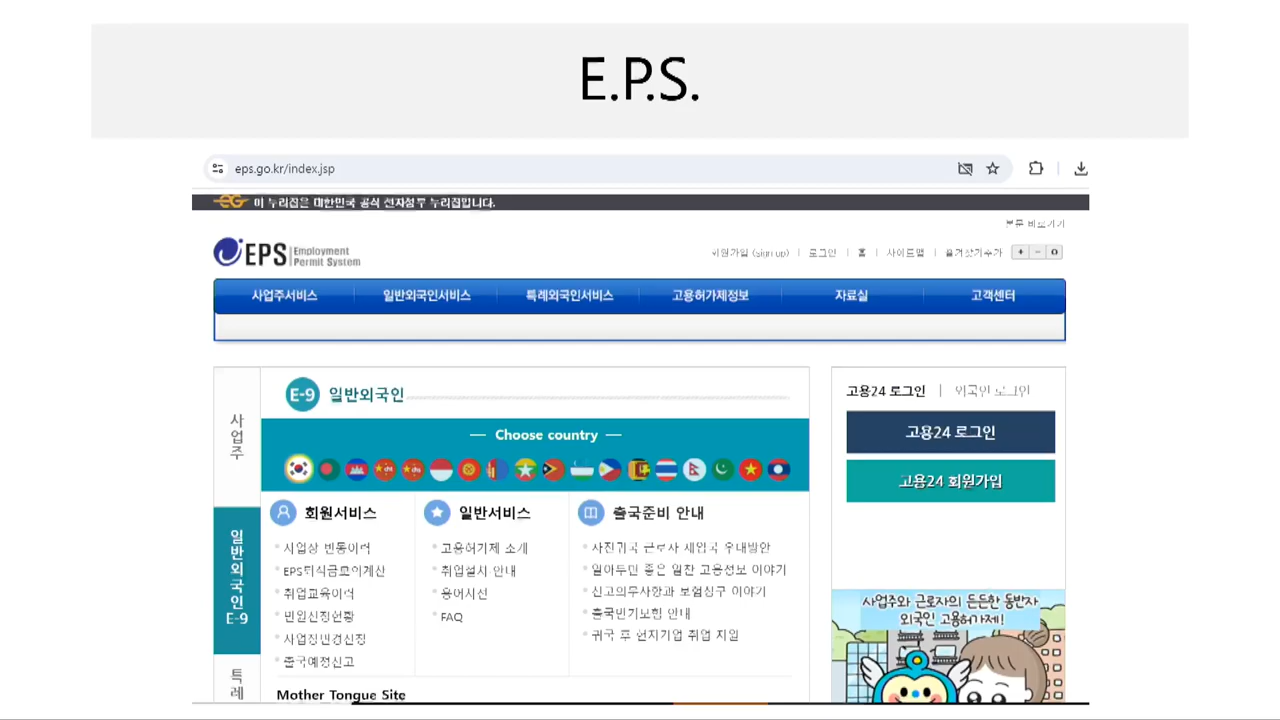 E.P.S.
eps.go.kr/index.jsp
이 누리집은 대한민국 공식 전자정부 누리집입니다.
본문 바로가기
EPS Employment Permit System
회원가입 (sign up) | 로그인 | 홈 | 사이트맵 | 즐겨찾기추가 + -
사업주서비스 일반외국인서비스 특례외국인서비스 고용허가제정보 자료실 고객센터
사업주
일반외국인 E-9
특례
E-9 일반외국인
Choose country
회원서비스
사업장 변동이력
EPS퇴직금모의계산
취업교육이력
민원신청현황
사업장변경신청
출국예정신고
일반서비스
고용허가제 소개
취업절차 안내
용어사전
FAQ
출국준비 안내
자진귀국 근로자 재입국 우대방안
알아두면 좋은 알찬 고용정보 이야기
신고의무사항과 보험청구 이야기
출국만기보험 안내
귀국 후 현지기업 취업 지원
Mother Tongue Site
고용24 로그인 | 외국인 로그인
고용24 로그인
고용24 회원가입
사업주와 근로자의 든든한 동반자
외국인 고용허가제!